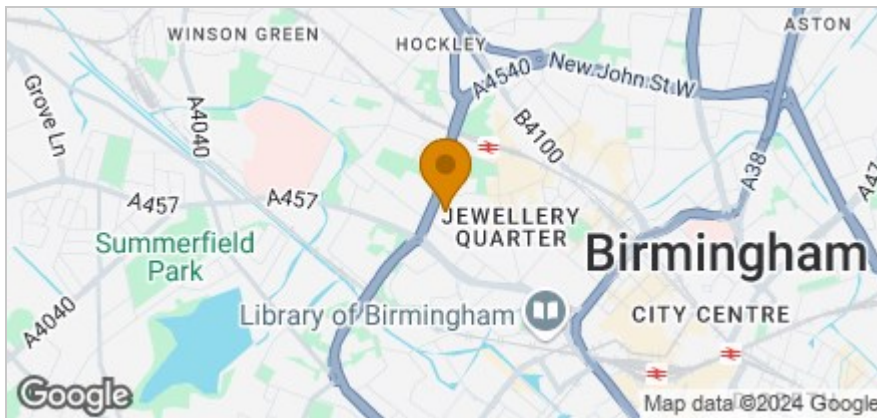 ASTON
WINSON GREEN
HOCKLEY
A4540
New John St W
Grove Ln
A4040
B4100
A38
A47
A457
A457
JEWELLERY
QUARTER
Summerfield
Park
Birmingham
A4040
Library of Birmingham
CITY CENTRE
Google
Map data ©2024 Google